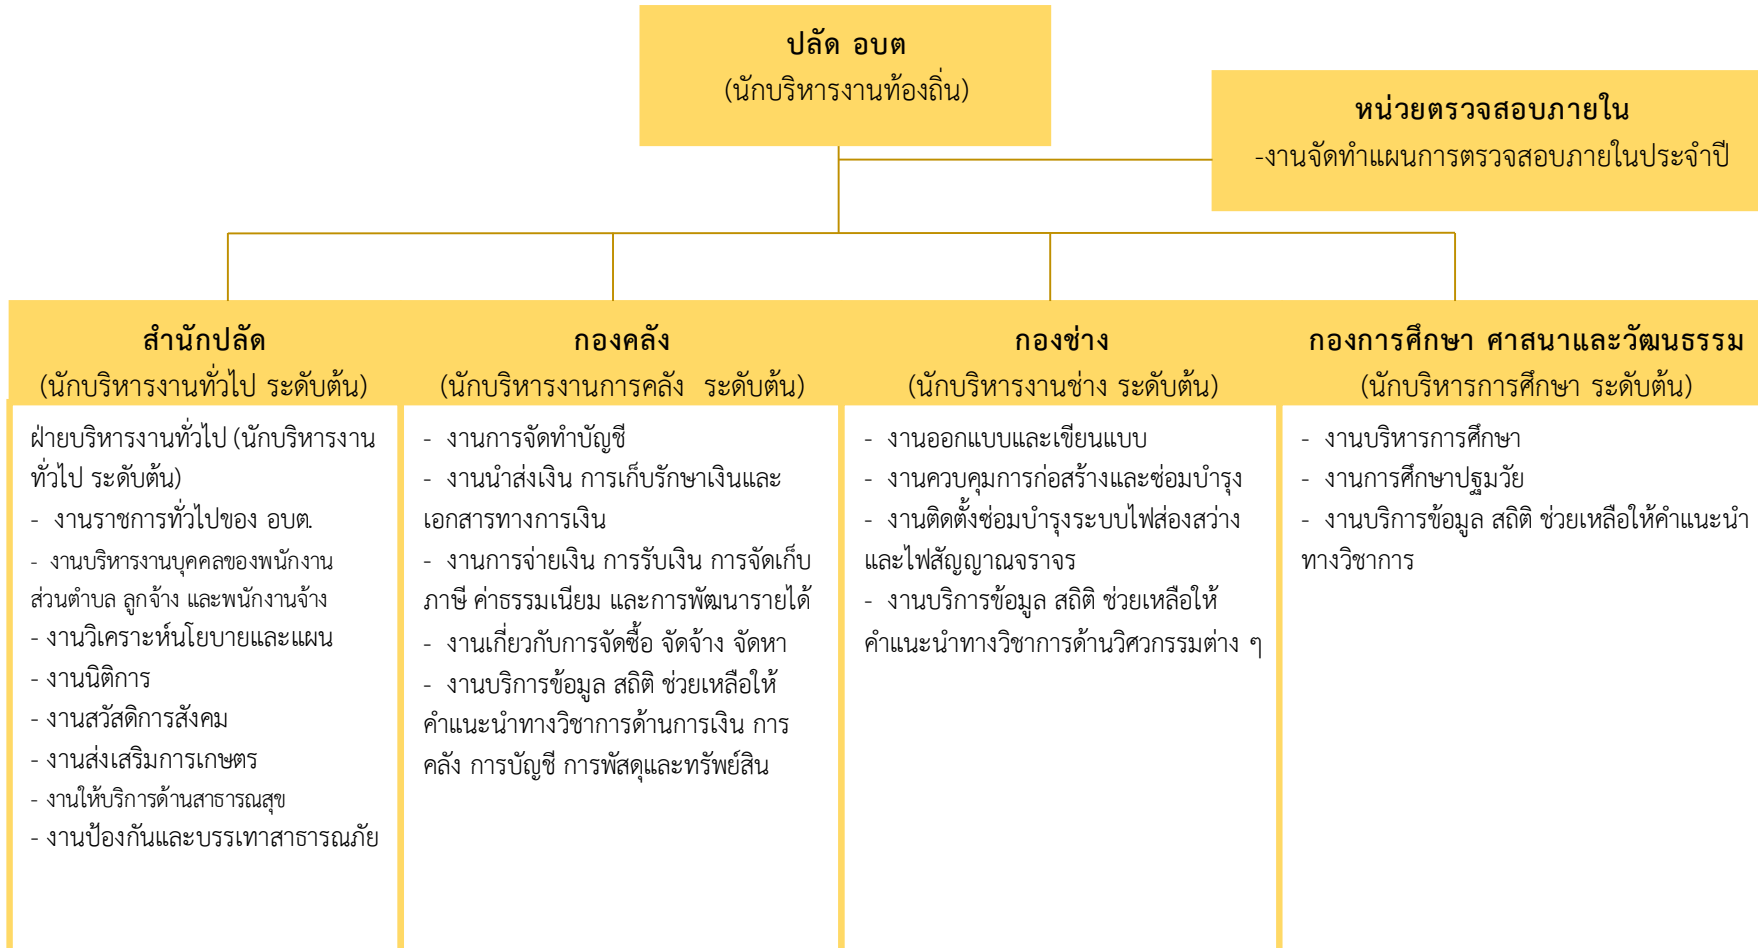 ปลัด อบต
(นักบริหารงานท้องถิ่น)
หน่วยตรวจสอบภายใน
-งานจัดทำแผนการตรวจสอบภายในประจำปี
สำนักปลัด
(นักบริหารงานทั่วไป ระดับต้น)
ฝ่ายบริหารงานทั่วไป (นักบริหารงาน
ทั่วไป ระดับต้น)
- งานราชการทั่วไปของ อบต.
- งานบริหารงานบุคคลของพนักงาน
ส่วนตำบล ลูกจ้าง และพนักงานจ้าง
- งานวิเคราะห์นโยบายและแผน
- งานนิติการ
- งานสวัสดิการสังคม
- งานส่งเสริมการเกษตร
- งานให้บริการด้านสาธารณสุข
- งานป้องกันและบรรเทาสาธารณภัย
กองคลัง
(นักบริหารงานการคลัง ระดับต้น)
- งานการจัดทำบัญชี
- งานนำส่งเงิน การเก็บรักษาเงินและ
เอกสารทางการเงิน
- งานการจ่ายเงิน การรับเงิน การจัดเก็บ
ภาษี ค่าธรรมเนียม และการพัฒนารายได้
- งานเกี่ยวกับการจัดซื้อ จัดจ้าง จัดหา
- งานบริการข้อมูล สถิติ ช่วยเหลือให้
คำแนะนำทางวิชาการด้านการเงิน การ
คลัง การบัญชี การพัสดุและทรัพย์สิน
กองช่าง
(นักบริหารงานช่าง ระดับต้น)
- งานออกแบบและเขียนแบบ
- งานควบคุมการก่อสร้างและซ่อมบำรุง
- งานติดตั้งซ่อมบำรุงระบบไฟส่องสว่าง
และไฟสัญญาณจราจร
- งานบริการข้อมูล สถิติ ช่วยเหลือให้
คำแนะนำทางวิชาการด้านวิศวกรรมต่าง ๆ
กองการศึกษา ศาสนาและวัฒนธรรม
(นักบริหารการศึกษา ระดับต้น)
- งานบริหารการศึกษา
- งานการศึกษาปฐมวัย
- งานบริการข้อมูล สถิติ ช่วยเหลือให้คำแนะนำ
ทางวิชาการ